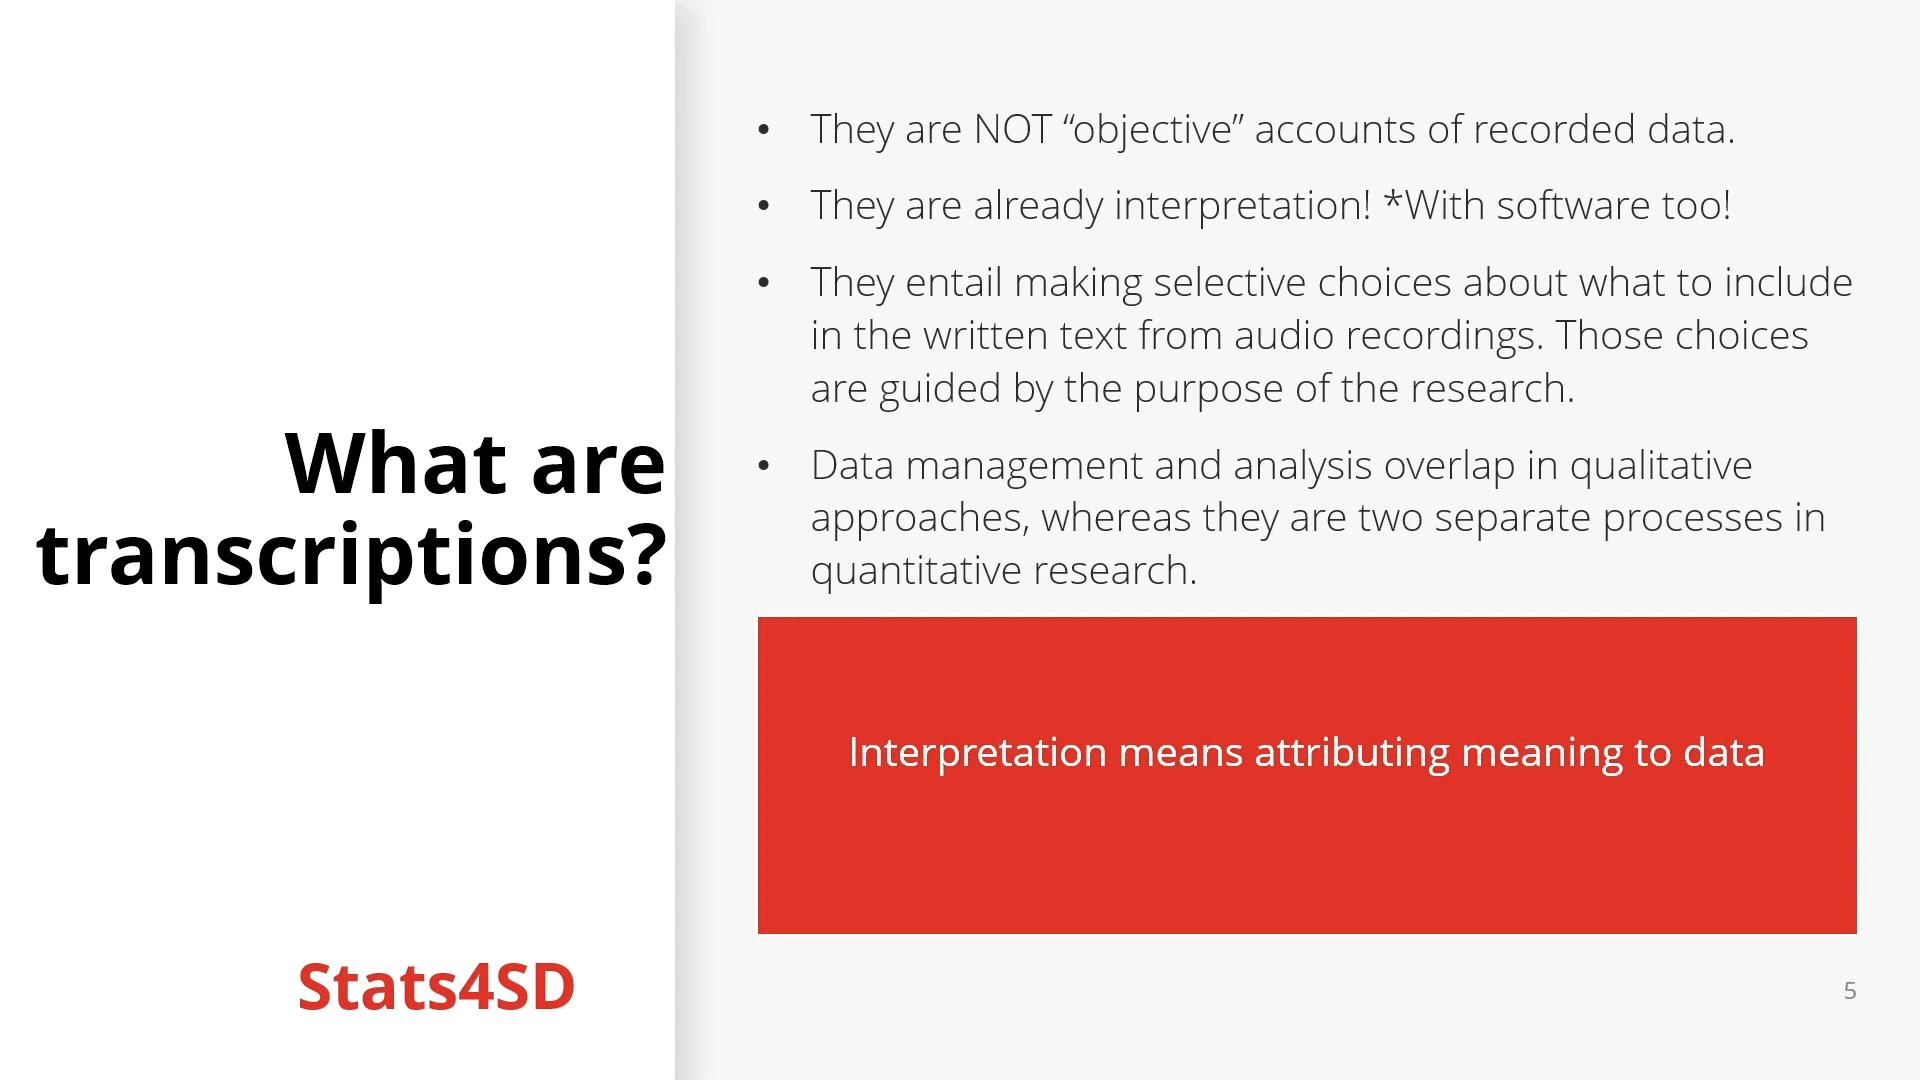 What are
transcriptions?
• They are NOT “objective” accounts of recorded data.
• They are already interpretation! *With software too!
• They entail making selective choices about what to include
in the written text from audio recordings. Those choices
are guided by the purpose of the research.
• Data management and analysis overlap in qualitative
approaches, whereas they are two separate processes in
quantitative research.
Interpretation means attributing meaning to data
Stats4SD
5